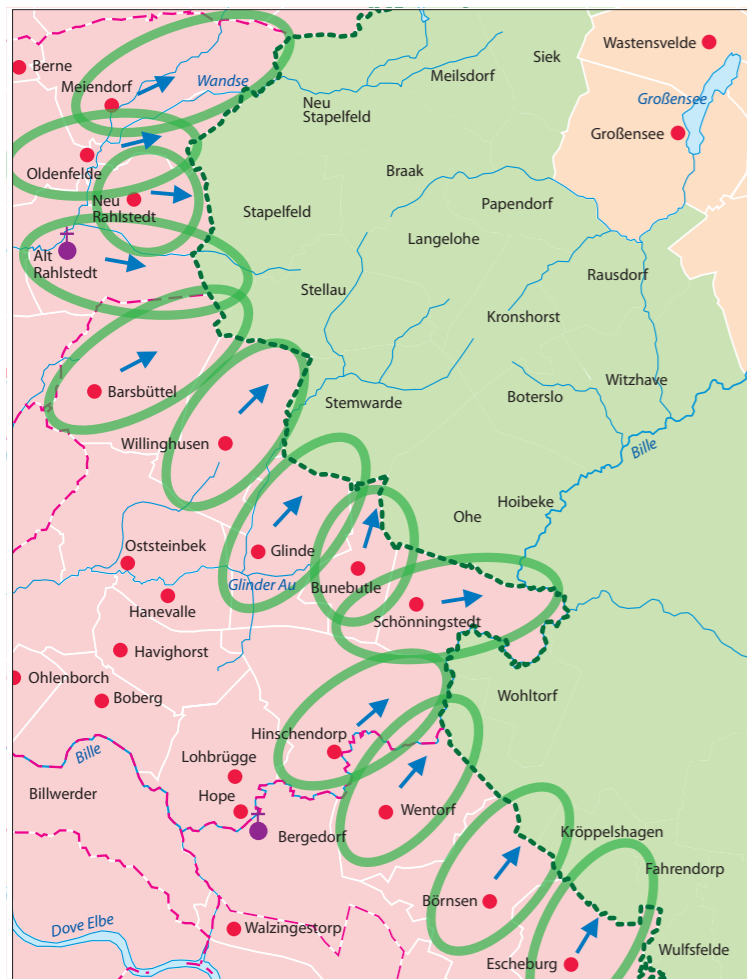 Siek
Wastensvelde
Berne
Meilsdorf
Wandse
Meiendorf
Großensee
Neu
Stapelfeld
Großensee
Oldenfelde
Braak
Neu
Rahlstedt
Papendorf
Stapelfeld
Langelohe
Alt
Rahlstedt
Rausdorf
Stellau
Kronshorst
Witzhave
Barsbüttel
Boterslo
Stemwarde
Willinghusen
Bille
Hoibeke
Ohe
Oststeinbek
Glinde
Glinder Au
Bunebutle
Hanevalle
Schönningstedt
Havighorst
Ohlenborch
Wohltorf
Boberg
Hinschendorp
Bille
Lohbrügge
Billwerder
Hope
Wentorf
Bergedorf
Kröppelshagen
Fahrendorp
Börnsen
Dove Elbe
Walzingestorp
Wulfsfelde
Escheburg